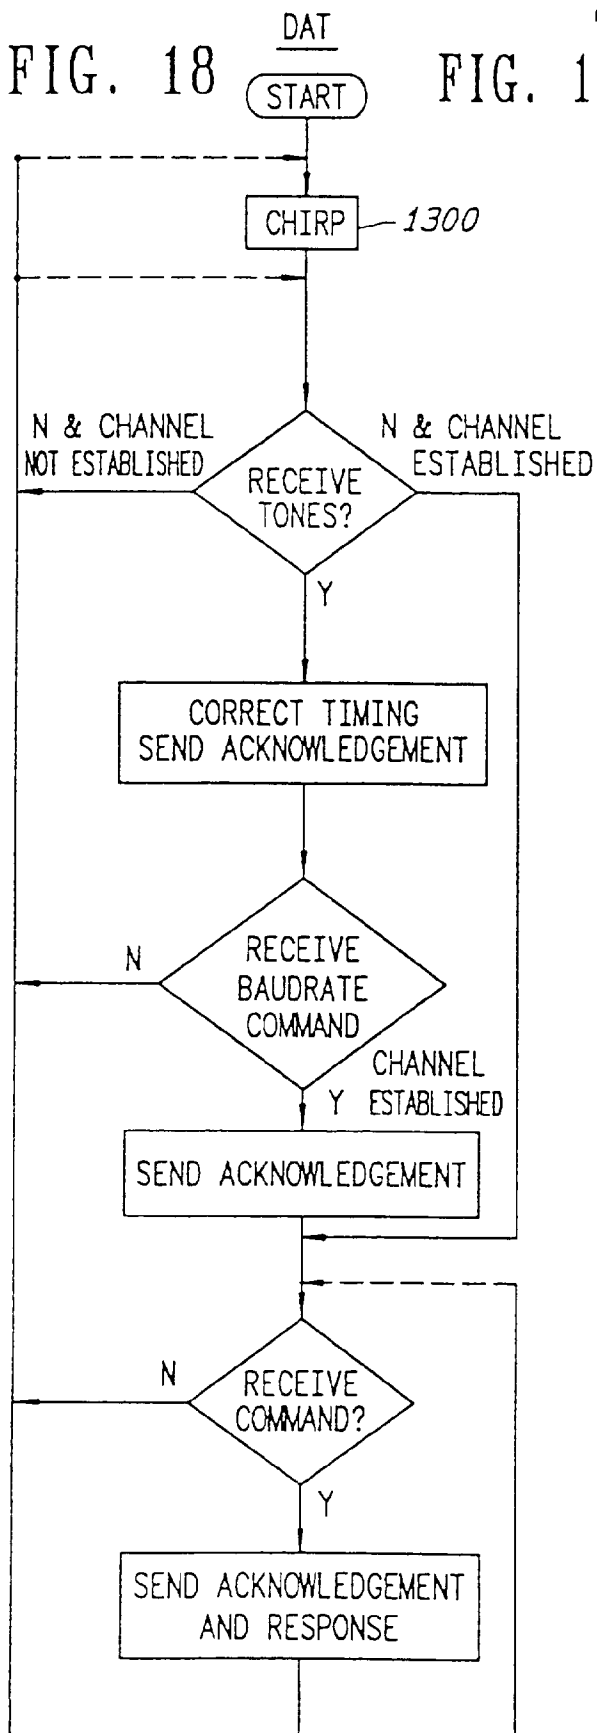 DAT
FIG. 18
FIG. 1
START
CHIRP
1300
N & CHANNEL
NOT ESTABLISHED
N & CHANNEL
ESTABLISHED
RECEIVE
TONES?
Y
CORRECT TIMING
SEND ACKNOWLEDGEMENT
N
RECEIVE
BAUDRATE
COMMAND
CHANNEL
Y ESTABLISHED
SEND ACKNOWLEDGEMENT
N
RECEIVE
COMMAND?
Y
SEND ACKNOWLEDGEMENT
AND RESPONSE